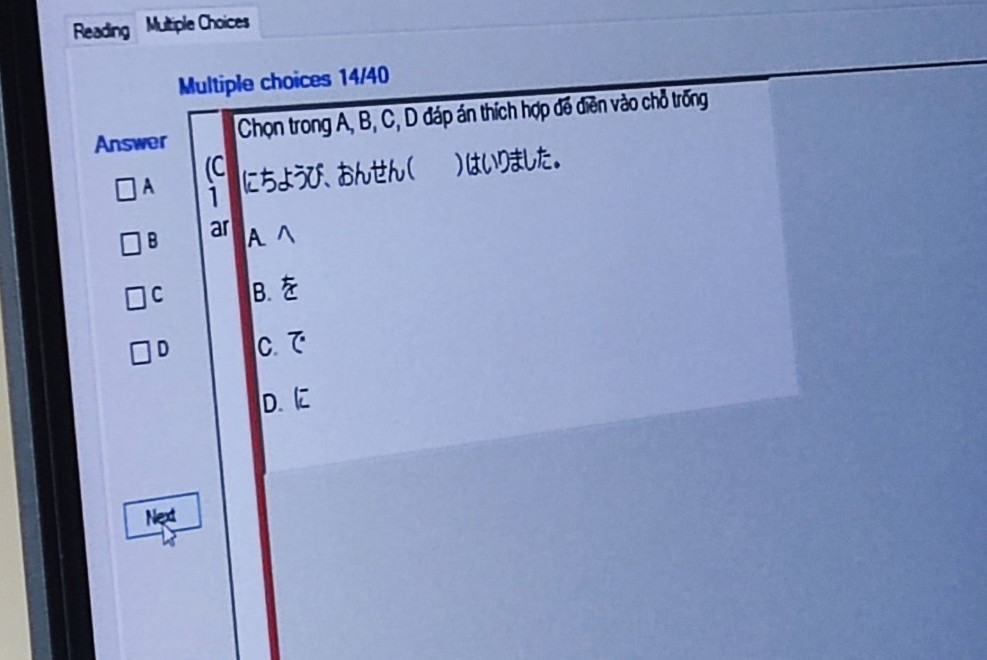 Reading Multiple Choices
Multiple choices 14/40
Answer
A
B
C
D
Next
(C
1
ar
Chọn trong A, B, C, D đáp án thích hợp để điền vào chỗ trống
にちようび、おんせん( )はいりました。
A. へ
B. を
C. で
D. に